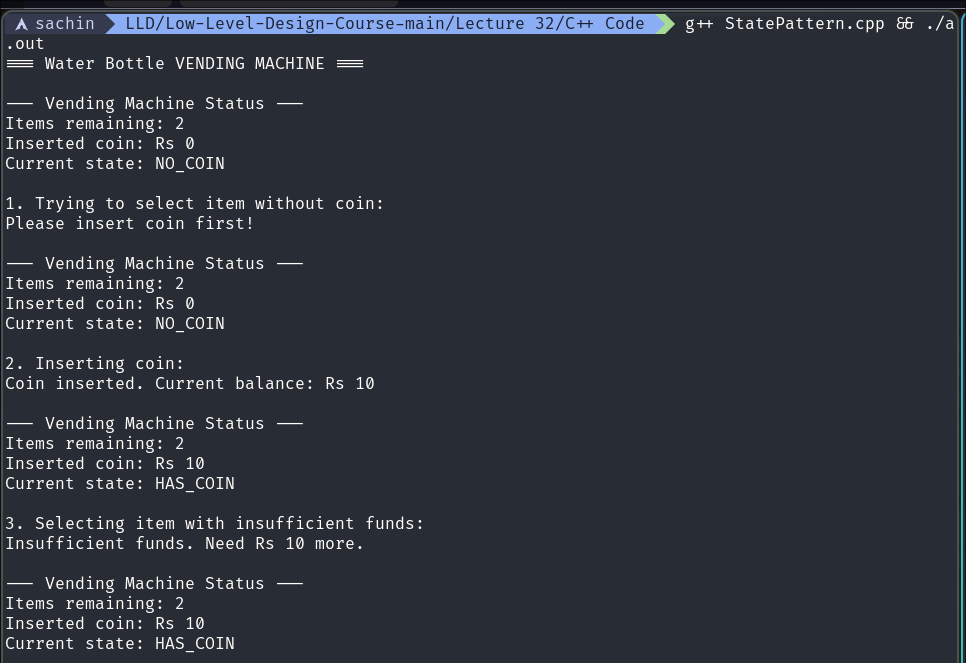 sachin LLD/Low-Level-Design-Course-main/Lecture 32/C++ Code g++ StatePattern.cpp && ./a
.out
=== Water Bottle VENDING MACHINE ===
--- Vending Machine Status ---
Items remaining: 2
Inserted coin: Rs 0
Current state: NO_COIN
1. Trying to select item without coin:
Please insert coin first!
--- Vending Machine Status ---
Items remaining: 2
Inserted coin: Rs 0
Current state: NO_COIN
2. Inserting coin:
Coin inserted. Current balance: Rs 10
--- Vending Machine Status ---
Items remaining: 2
Inserted coin: Rs 10
Current state: HAS_COIN
3. Selecting item with insufficient funds:
Insufficient funds. Need Rs 10 more.
--- Vending Machine Status ---
Items remaining: 2
Inserted coin: Rs 10
Current state: HAS_COIN